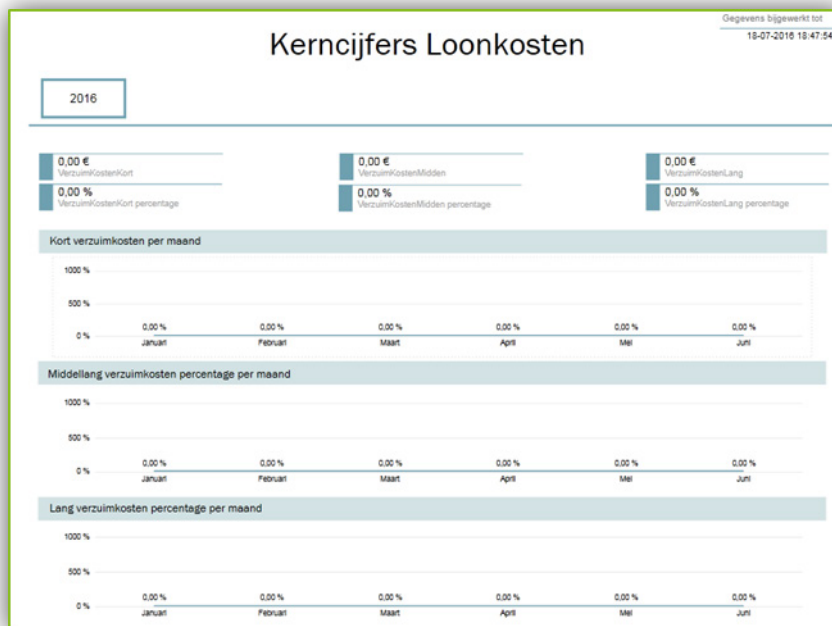 Gegevens bijgewerkt tot
18-07-2016 18:47:54
Kerncijfers Loonkosten
2016
0,00 € 0,00 € 0,00 €
VerzuimKostenKort VerzuimKostenMidden VerzuimKostenLang
0,00 % 0,00 % 0,00 %
VerzuimKostenKort percentage VerzuimKostenMidden percentage VerzuimKostenLang percentage
Kort verzuimkosten per maand
1000 %
500 %
0,00 % 0,00 % 0,00 % 0,00 % 0,00 % 0,00 %
0 %
Januari Februari Maart April Mei Juni
Middellang verzuimkosten percentage per maand
1000 %
500 %
0,00 % 0,00 % 0,00 % 0,00 % 0,00 % 0,00 %
0 %
Januari Februari Maart April Mei Juni
Lang verzuimkosten percentage per maand
1000 %
500 %
0,00 % 0,00 % 0,00 % 0,00 % 0,00 % 0,00 %
0 %
Januari Februari Maart April Mei Juni